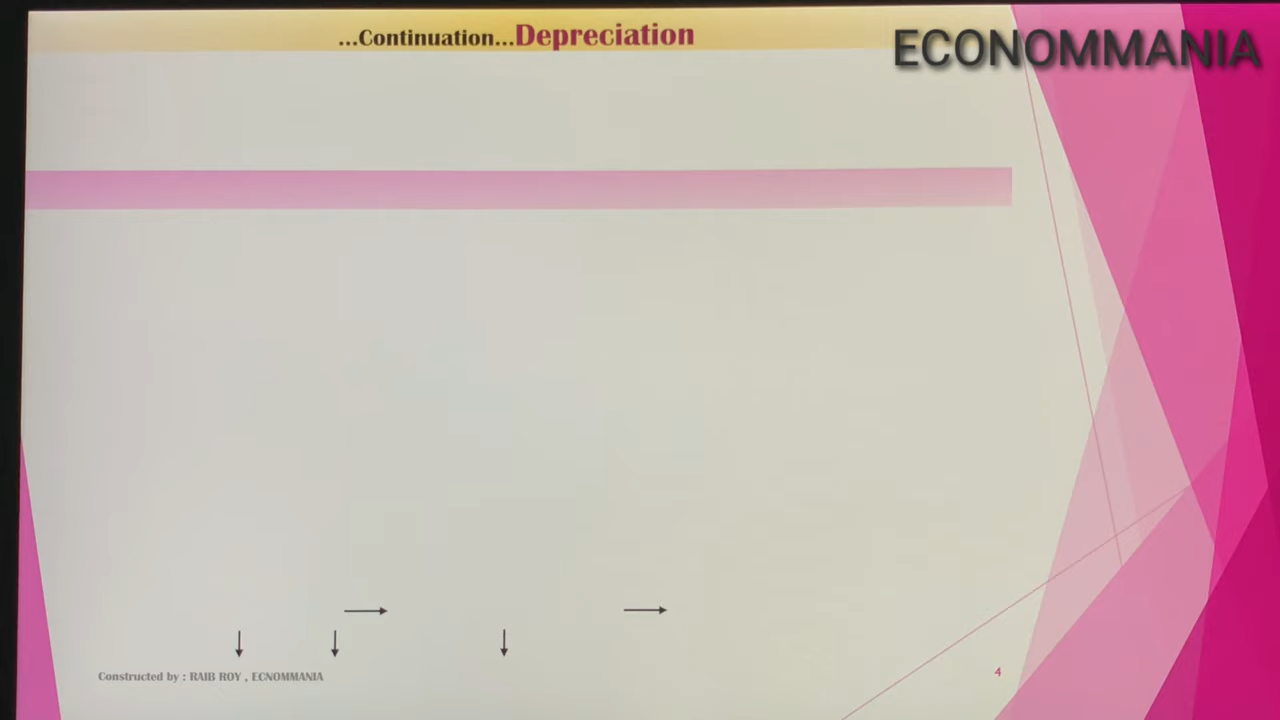 ...Continuation...Depreciation
ECONOMMANIA
Constructed by : RAIB ROY , ECNOMMANIA
4